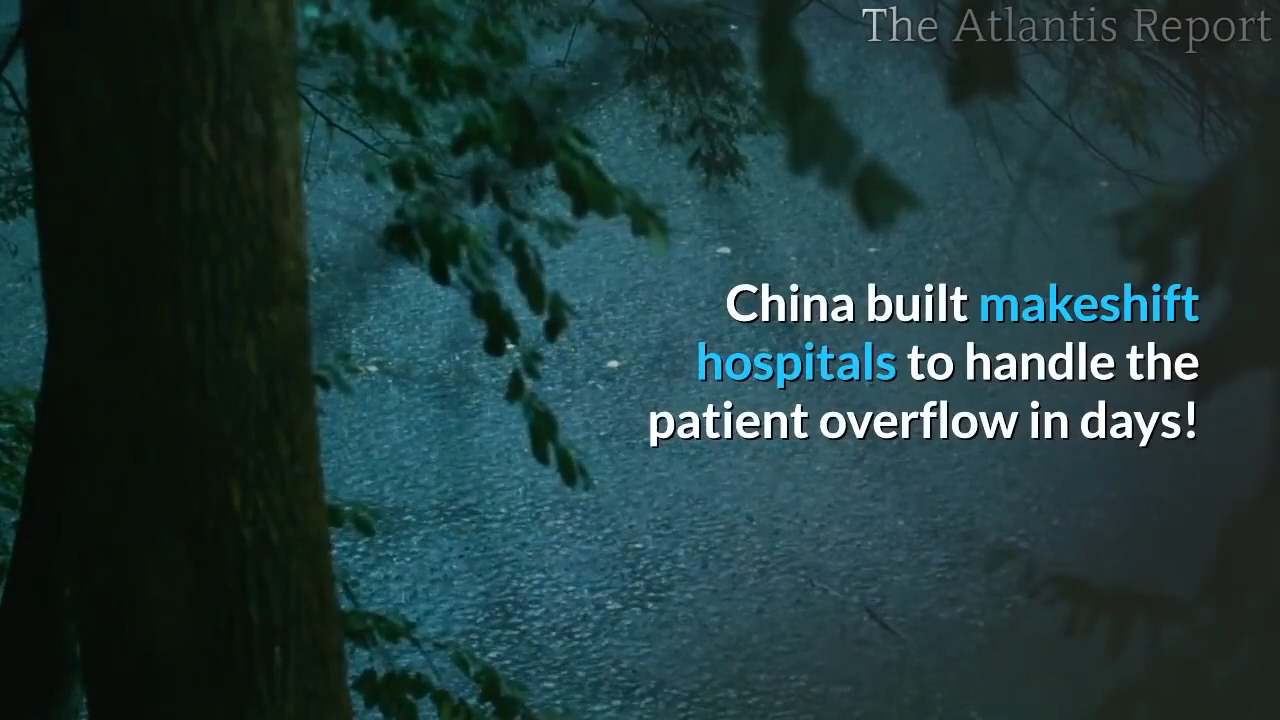 The Atlantis Report
China built makeshift
hospitals to handle the
patient overflow in days!